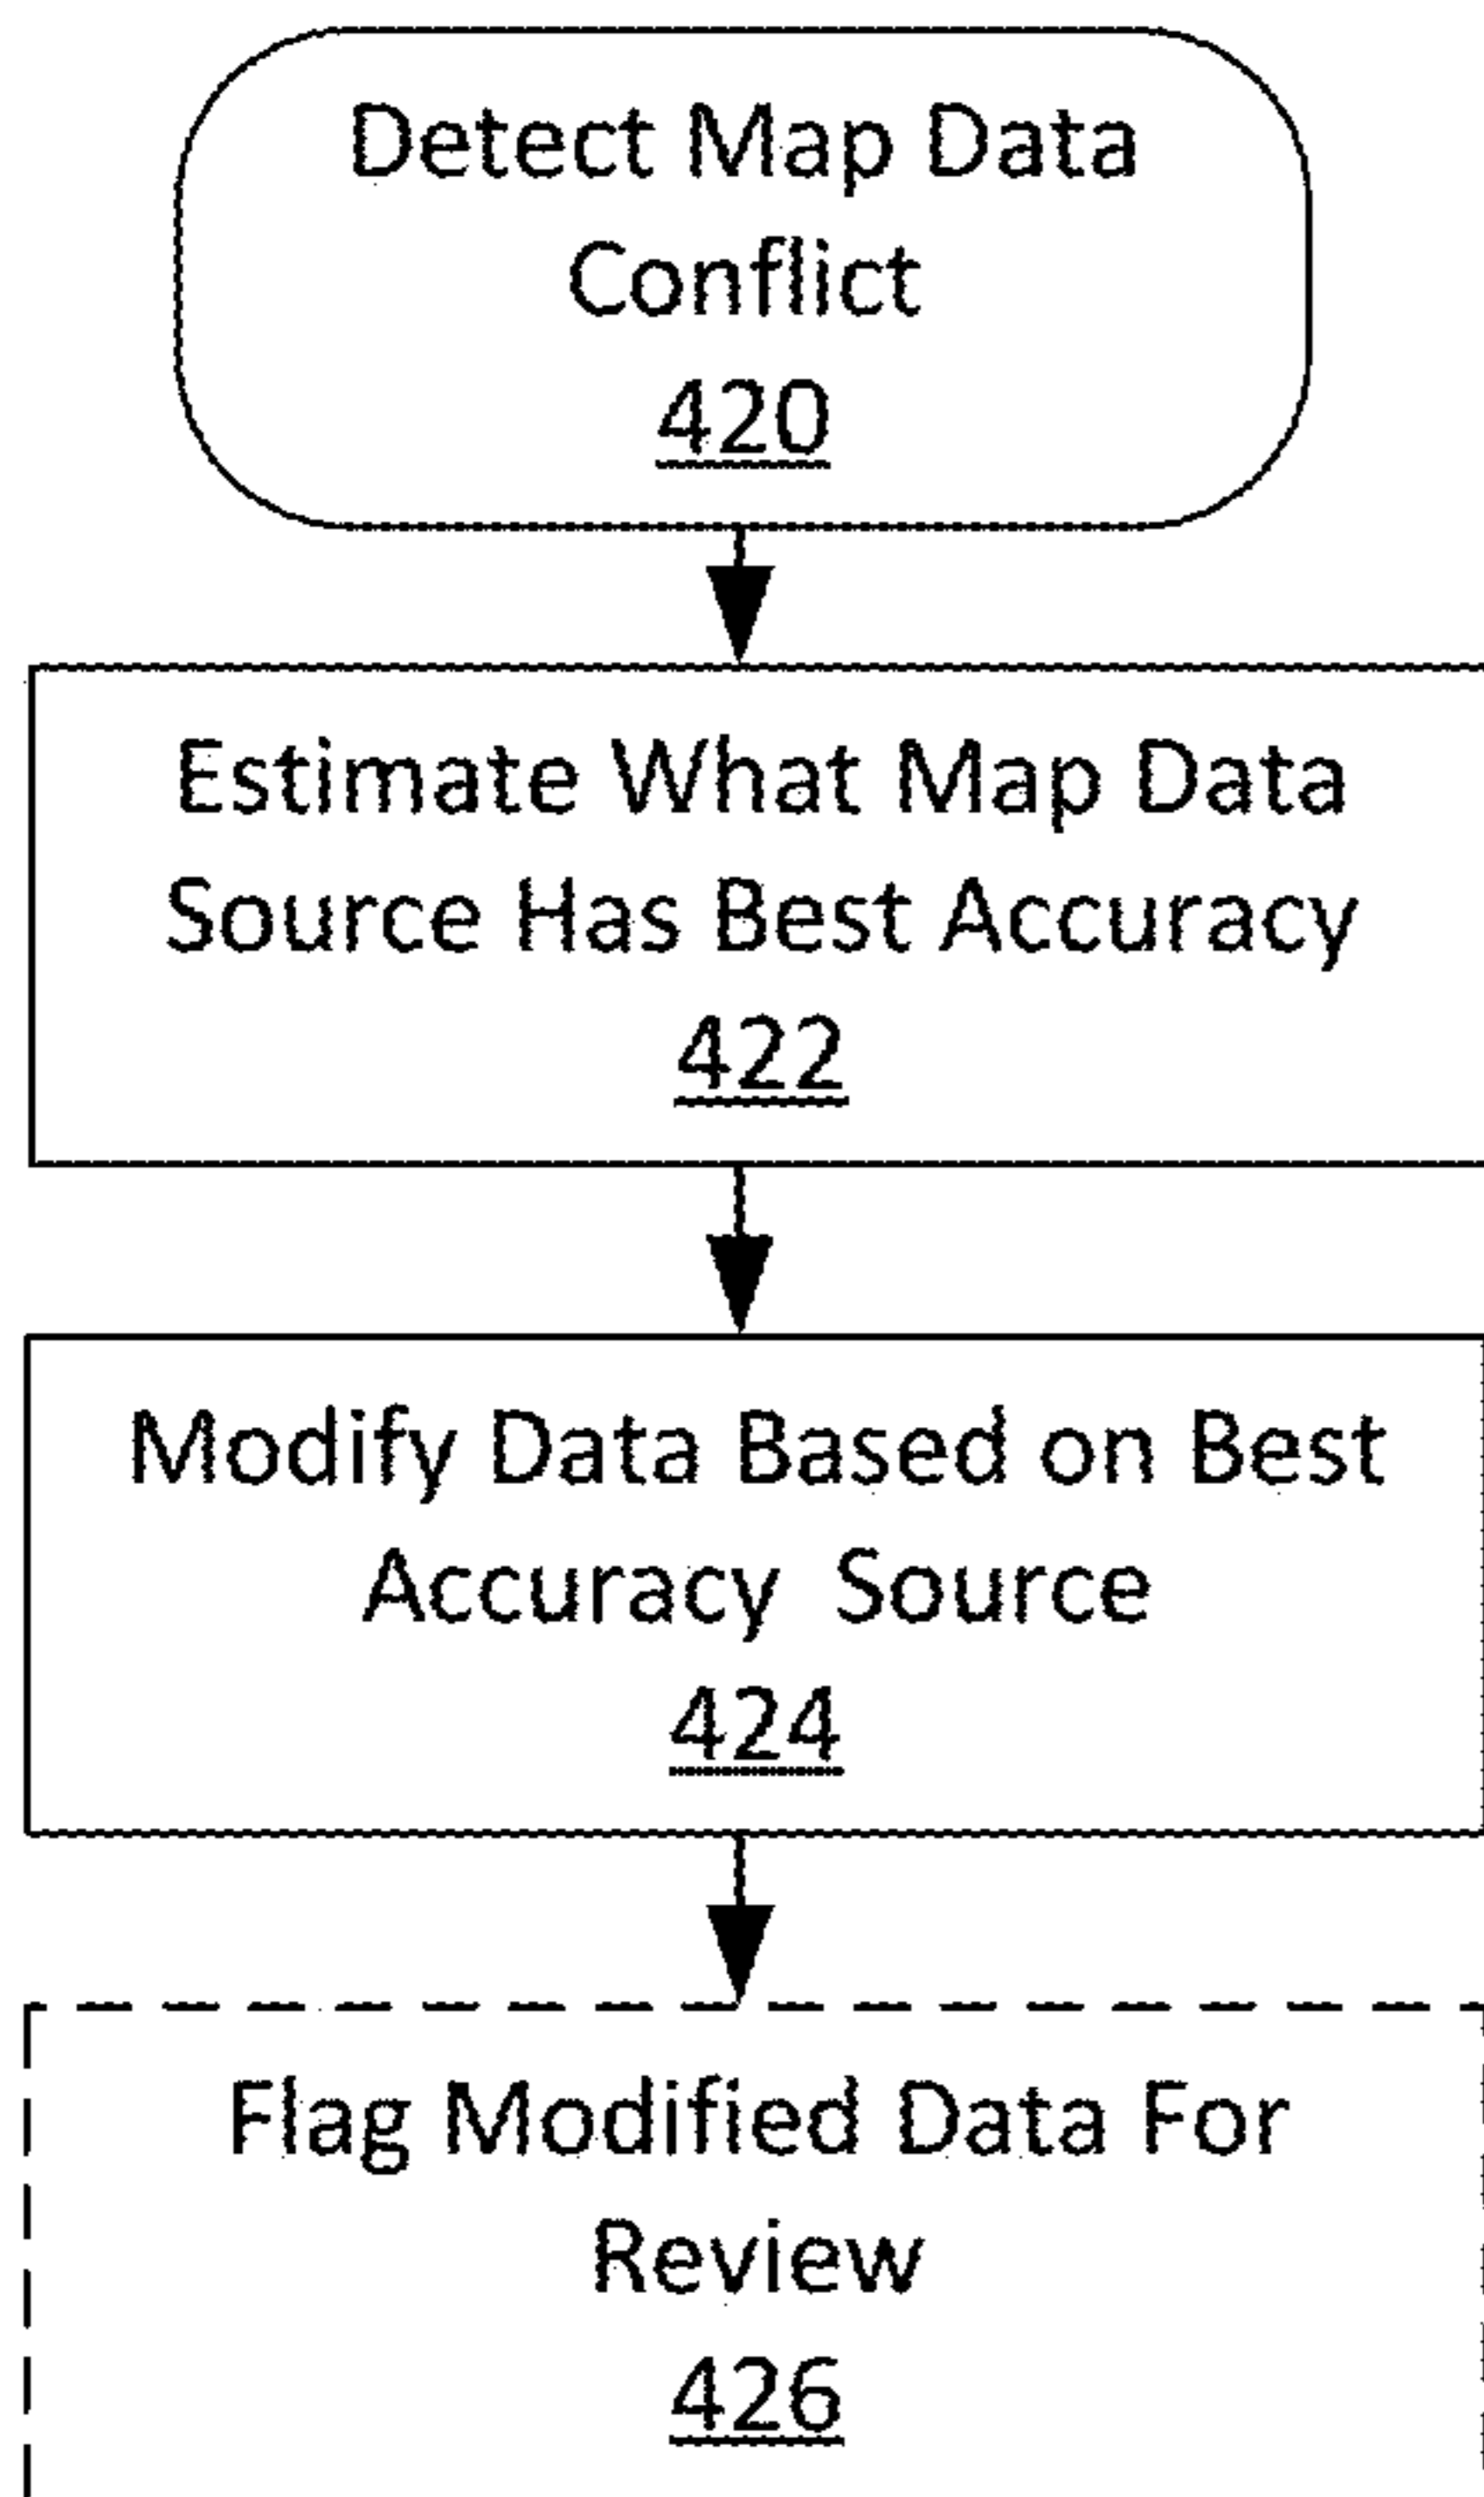 Detect Map Data
Conflict
420
Estimate What Map Data
Source Has Best Accuracy
422
Modify Data Based on Best
Accuracy Source
424
Flag Modified Data For
Review
426